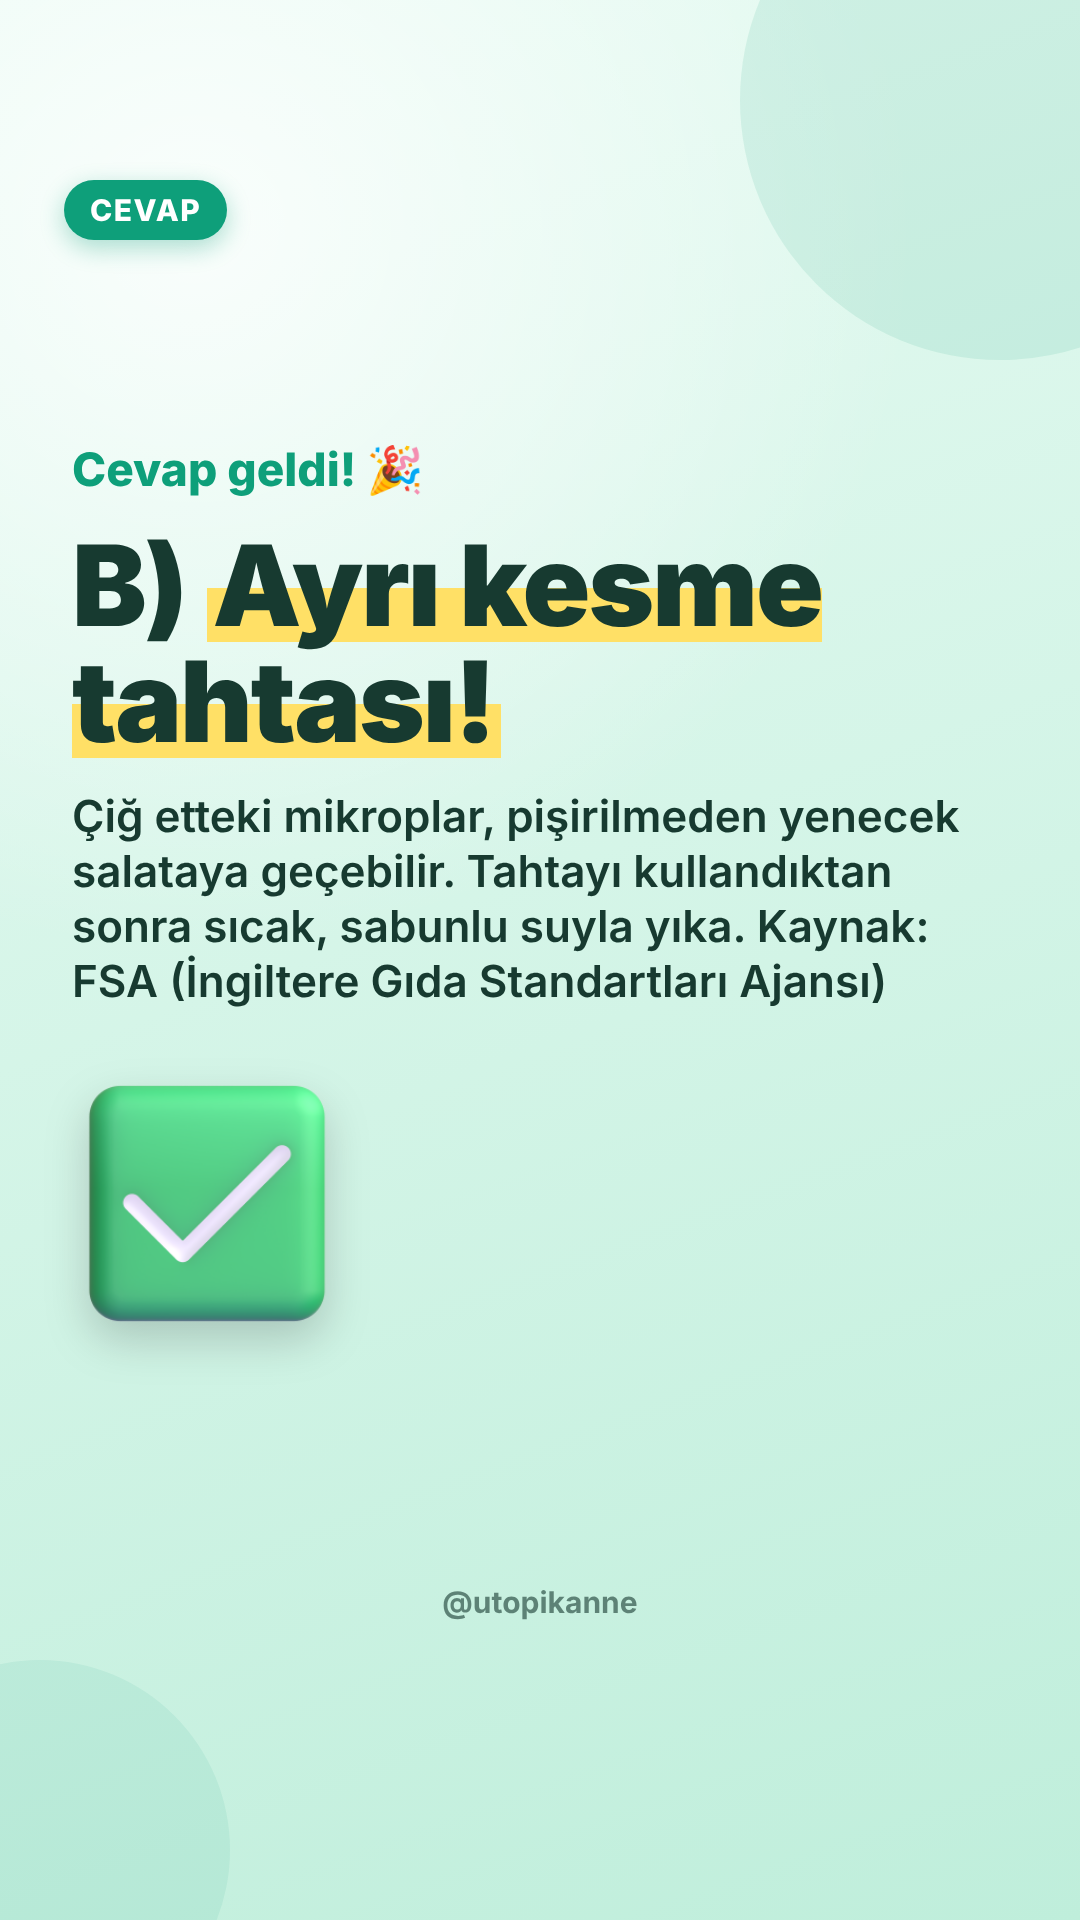 CEVAP
Cevap geldi! 🎉
B) Ayrı kesme
tahtası!
Çiğ etteki mikroplar, pişirilmeden yenecek
salataya geçebilir. Tahtayı kullandıktan
sonra sıcak, sabunlu suyla yıka. Kaynak:
FSA (İngiltere Gıda Standartları Ajansı)
@utopikanne